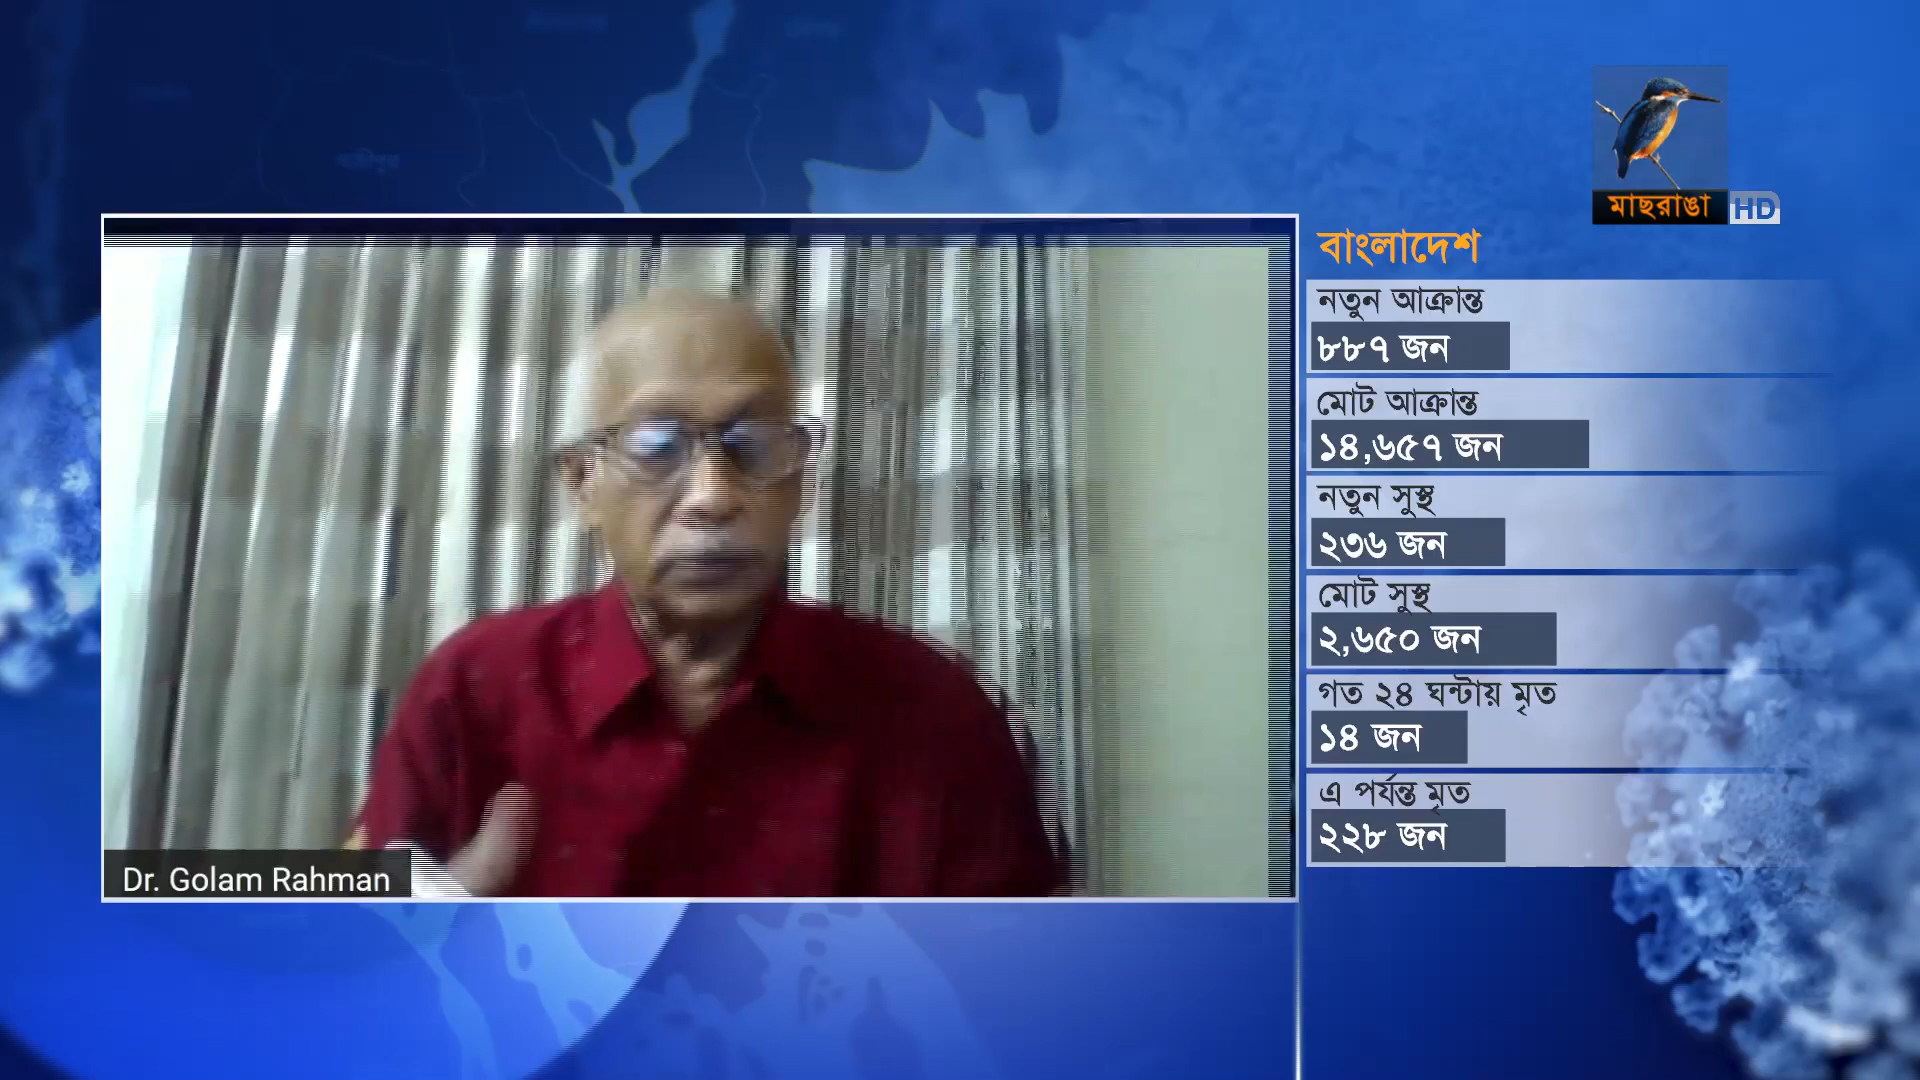 মাছরাঙা
HD
বাংলাদেশ
নতুন আক্রান্ত
৮৮৭ জন
মোট আক্রান্ত
১৪,৬৫৭ জন
নতুন সুস্থ
২৩৬ জন
মোট সুস্থ
২,৬৫০ জন
গত ২৪ ঘন্টায় মৃত
১৪ জন
এ পর্যন্ত মৃত
২২৮ জন
Dr. Golam Rahman